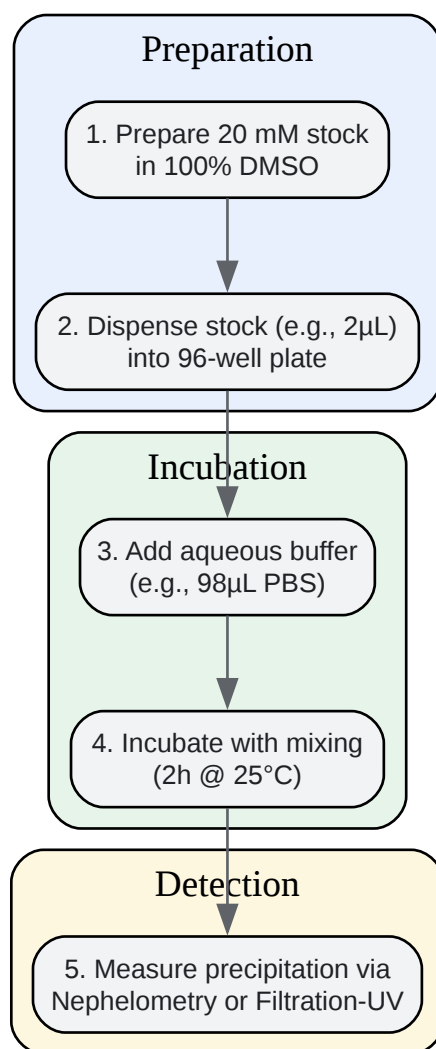 Preparation
1. Prepare 20 mM stock
in 100% DMSO
2. Dispense stock (e.g., 2µL)
into 96-well plate
Incubation
3. Add aqueous buffer
(e.g., 98µL PBS)
4. Incubate with mixing
(2h @ 25°C)
Detection
5. Measure precipitation via
Nephelometry or Filtration-UV